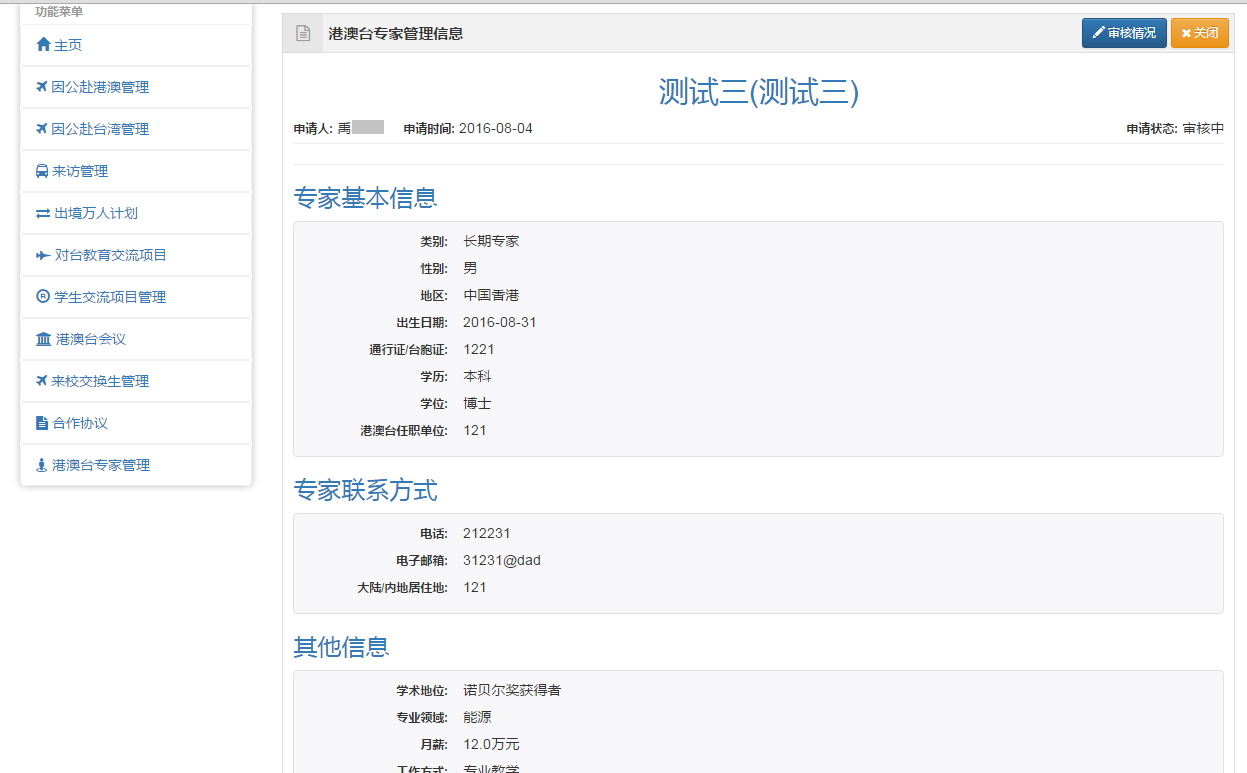 功能菜单
主页
因公赴港澳管理
因公赴台湾管理
来访管理
出境万人计划
对台教育交流项目
学生交流项目管理
港澳台会议
来校交换生管理
合作协议
港澳台专家管理
港澳台专家管理信息
审核情况
关闭
测试三(测试三)
申请人: 禹 申请时间: 2016-08-04 申请状态: 审核中
专家基本信息
类别: 长期专家
性别: 男
地区: 中国香港
出生日期: 2016-08-31
通行证/台胞证: 1221
学历: 本科
学位: 博士
港澳台任职单位: 121
专家联系方式
电话: 212231
电子邮箱: 31231@dad
大陆/内地居住地: 121
其他信息
学术地位: 诺贝尔奖获得者
专业领域: 能源
月薪: 12.0万元
工作方式: 专业教学